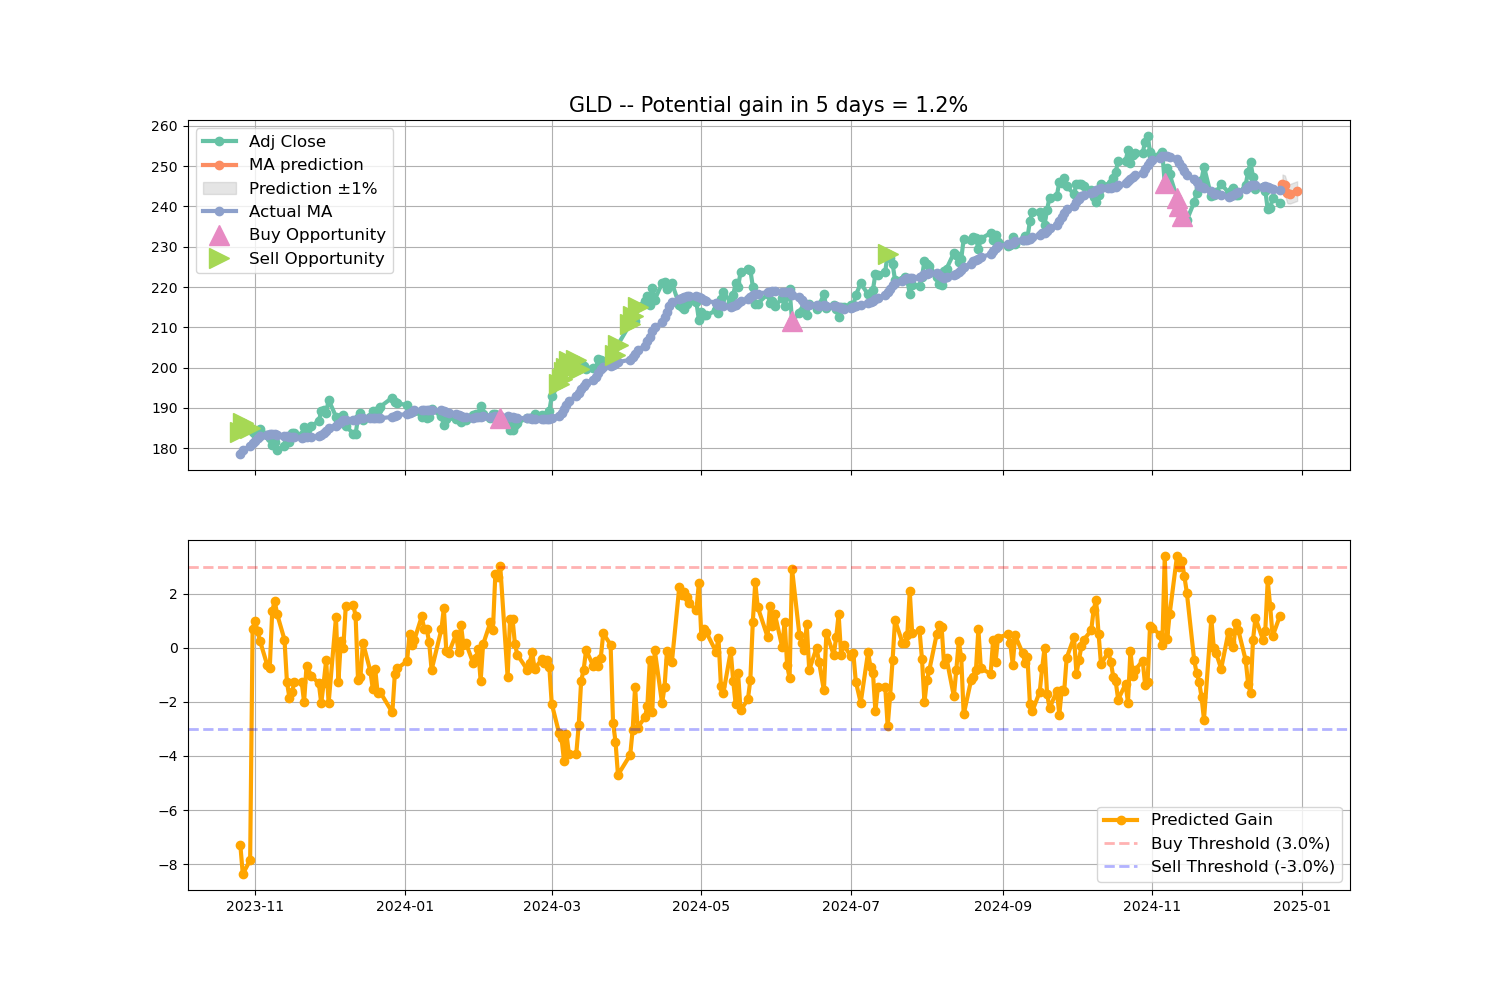 GLD -- Potential gain in 5 days = 1.2%
260
250
240
230
220
210
200
190
180
Adj Close
MA prediction
Prediction ±1%
Actual MA
Buy Opportunity
Sell Opportunity
2
0
−2
−4
−6
−8
Predicted Gain
Buy Threshold (3.0%)
Sell Threshold (-3.0%)
2023-11
2024-01
2024-03
2024-05
2024-07
2024-09
2024-11
2025-01